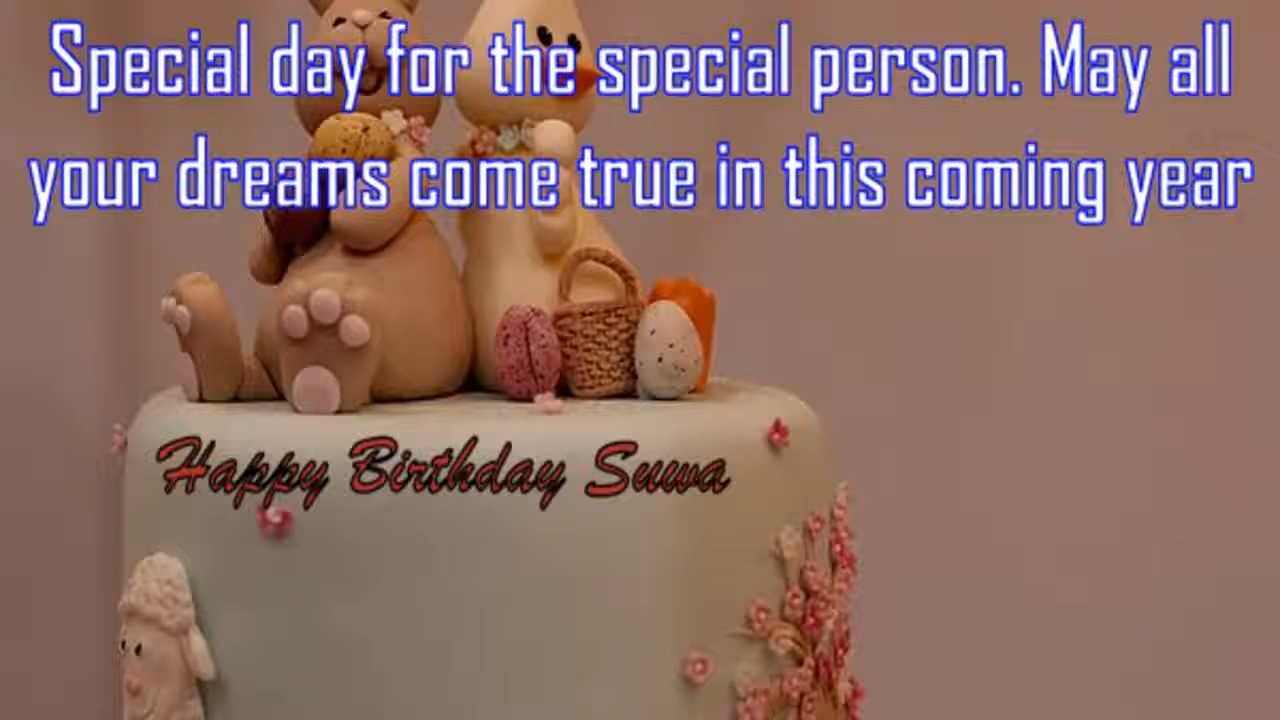 Special day for the special person. May all
your dreams come true in this coming year
Happy Birthday Suwa